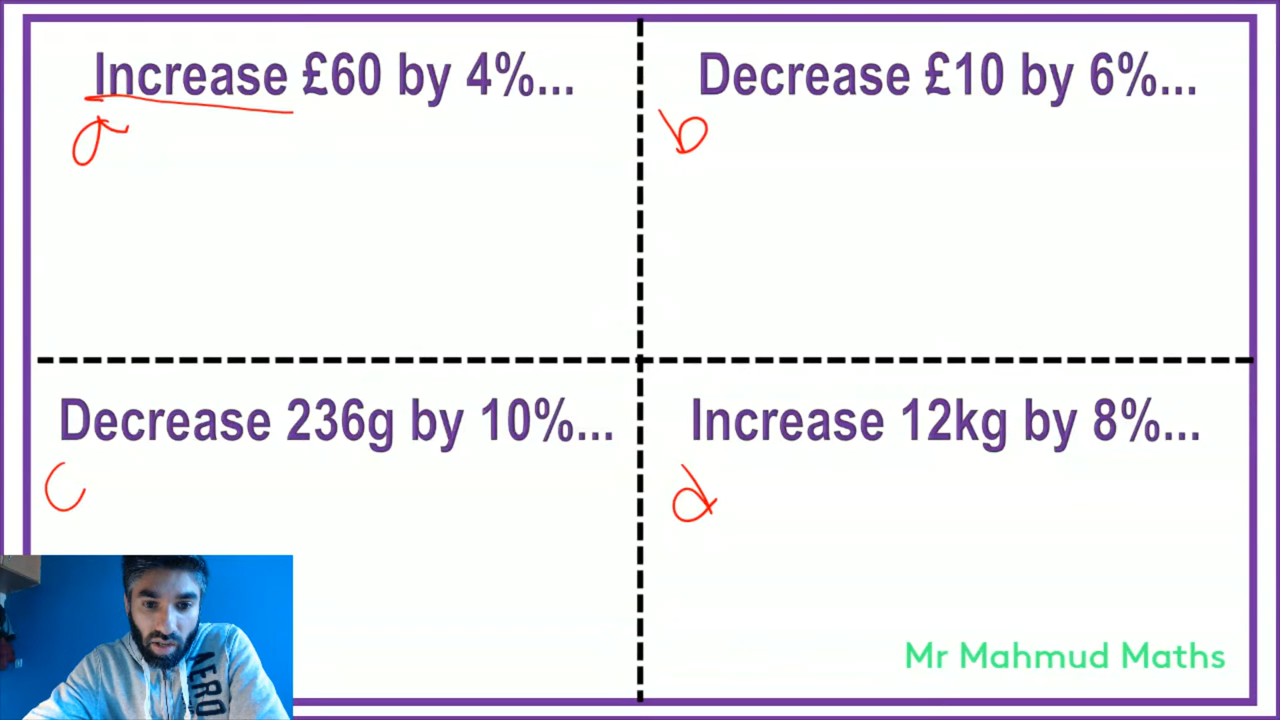 Increase £60 by 4%...
a
Decrease £10 by 6%...
b
Decrease 236g by 10%...
c
Increase 12kg by 8%...
d
AERO
Mr Mahmud Maths